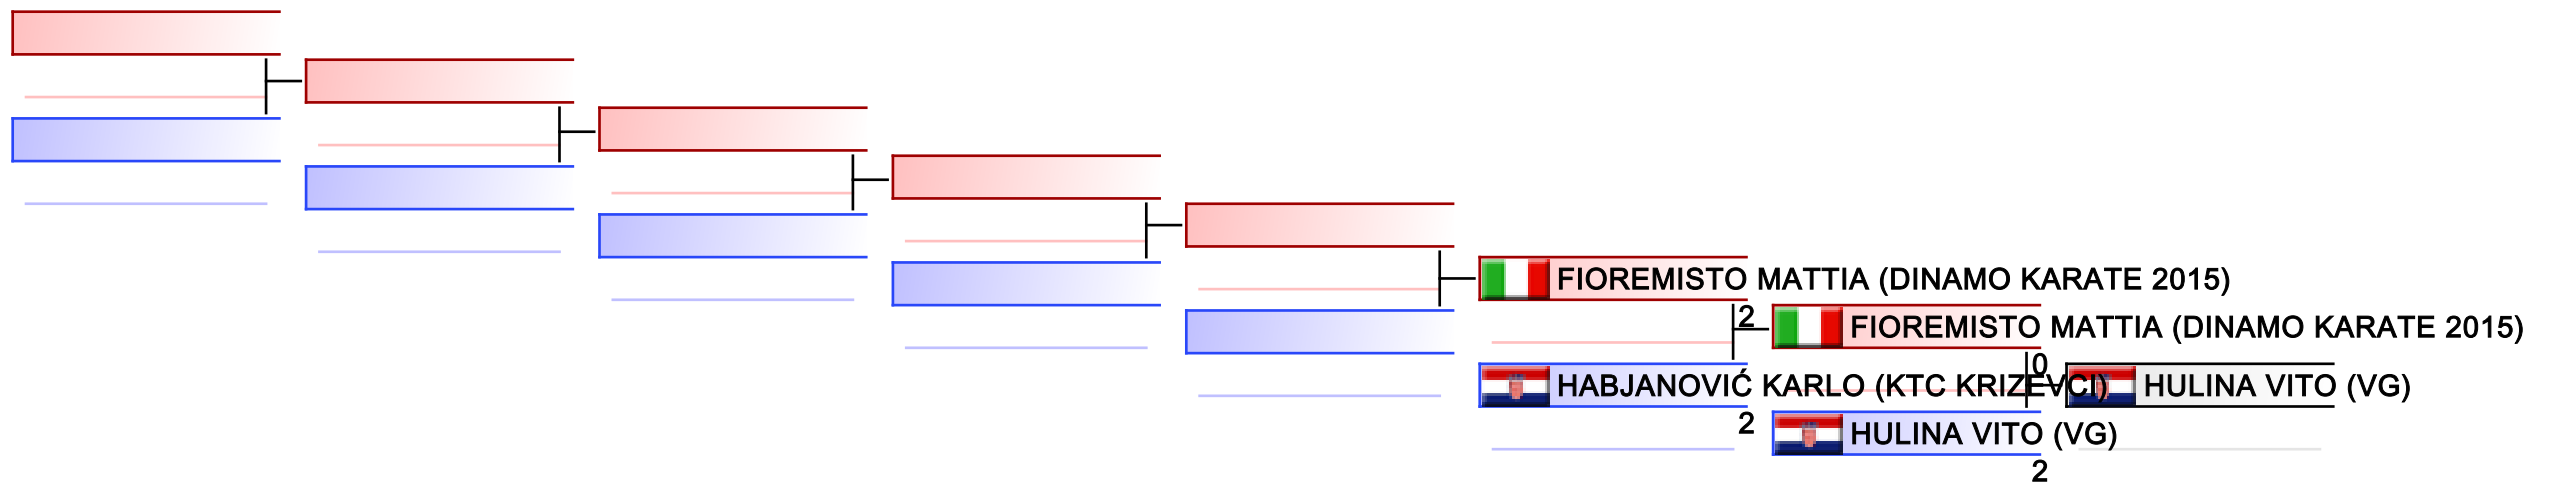 FIOREMISTO MATTIA (DINAMO KARATE 2015)
2
FIOREMISTO MATTIA (DINAMO KARATE 2015)
0
HABJANOVIĆ KARLO (KTC KRIZEVCI)
HULINA VITO (VG)
2
HULINA VITO (VG)
2